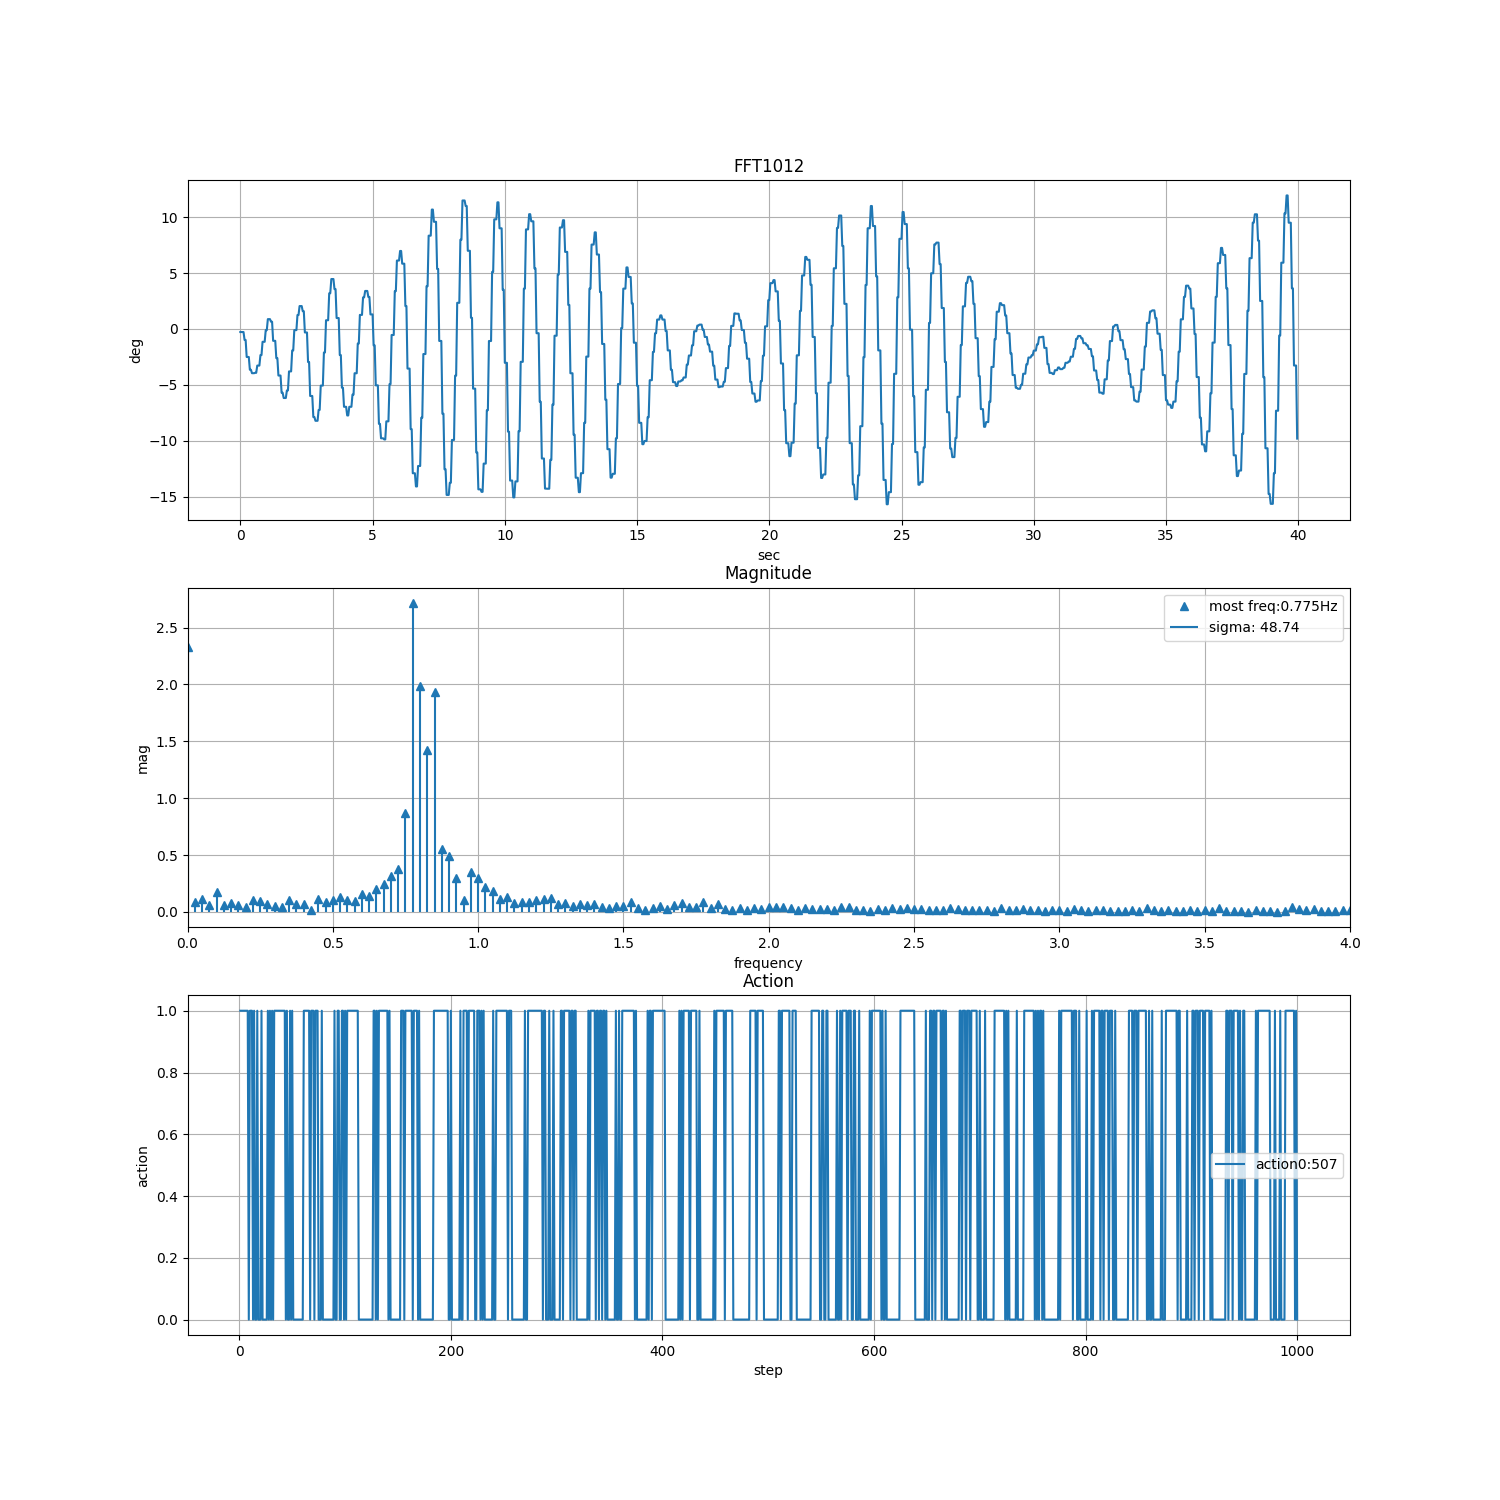 FFT1012
deg
10
5
0
−5
−10
−15
0 5 10 15 20 25 30 35 40
sec
Magnitude
most freq:0.775Hz
sigma: 48.74
mag
2.5
2.0
1.5
1.0
0.5
0.0
0.0 0.5 1.0 1.5 2.0 2.5 3.0 3.5 4.0
frequency
Action
action
1.0
0.8
0.6
0.4
0.2
0.0
action0:507
0 200 400 600 800 1000
step